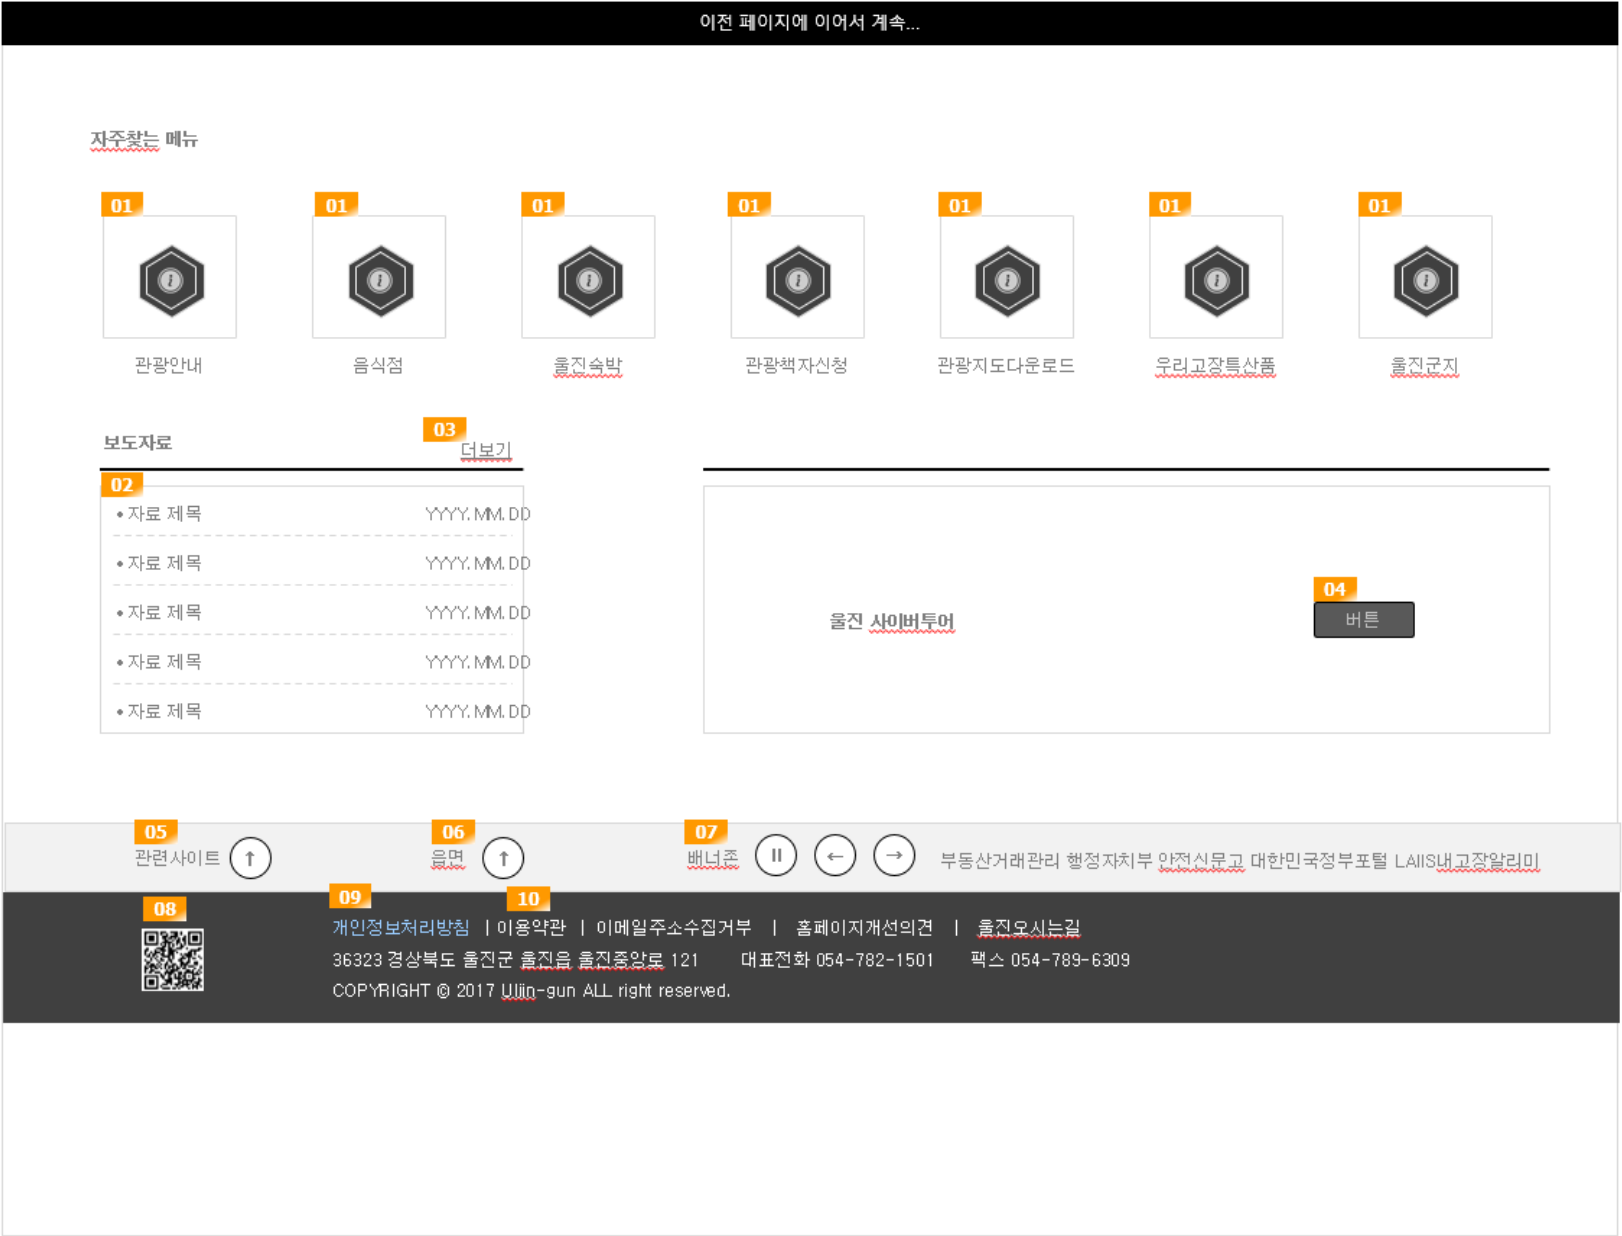 이전 페이지에 이어서 계속...
자주찾는 메뉴
01 01 01 01 01 01 01
관광안내 음식점 울진숙박 관광책자신청 관광지도다운로드 우리고장특산품 울진군지
보도자료
03
더보기
02
• 자료 제목 YYYY.MM.DD
• 자료 제목 YYYY.MM.DD
• 자료 제목 YYYY.MM.DD
• 자료 제목 YYYY.MM.DD
• 자료 제목 YYYY.MM.DD
울진 사이버투어
04
버튼
05 06 07
관련사이트 ↑ 읍면 ↑ 배너존 ← → 부동산거래관리 행정자치부 안전신문고 대한민국정부포털 LAIIS내고장알리미
08 09 10
개인정보처리방침 | 이용약관 | 이메일주소수집거부 | 홈페이지개선의견 | 울진오시는길
36323 경상북도 울진군 울진읍 울진중앙로 121 대표전화 054-782-1501 팩스 054-789-6309
COPYRIGHT © 2017 Uljin-gun ALL right reserved.